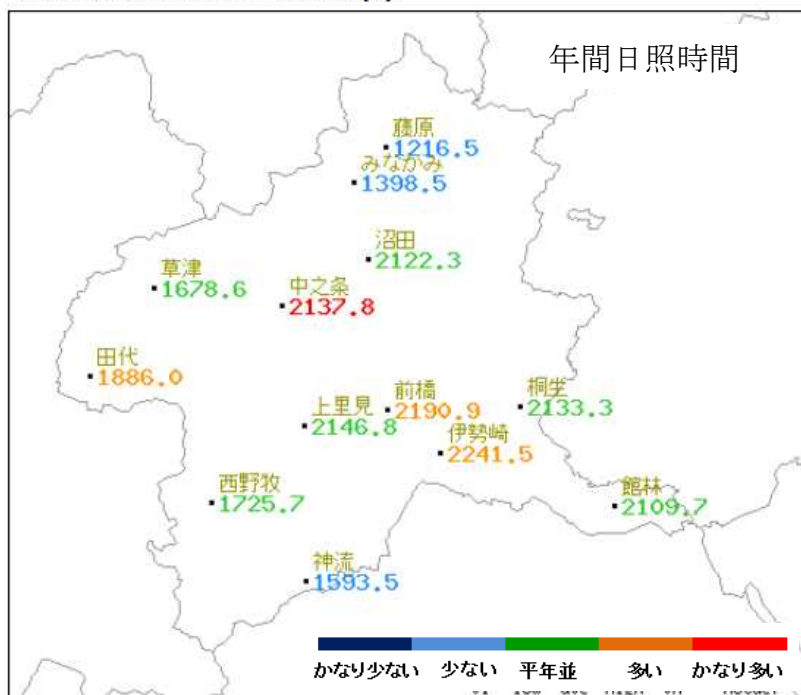 年間日照時間
藤原
1216.5
みなかみ
1398.5
沼田
2122.3
草津
1678.6
中之条
2137.8
田代
1886.0
前橋
2190.9
桐生
2133.3
上里見
2146.8
伊勢崎
2241.5
西野牧
1725.7
館林
2109.7
神流
1593.5
かなり少ない 少ない 平年並 多い かなり多い